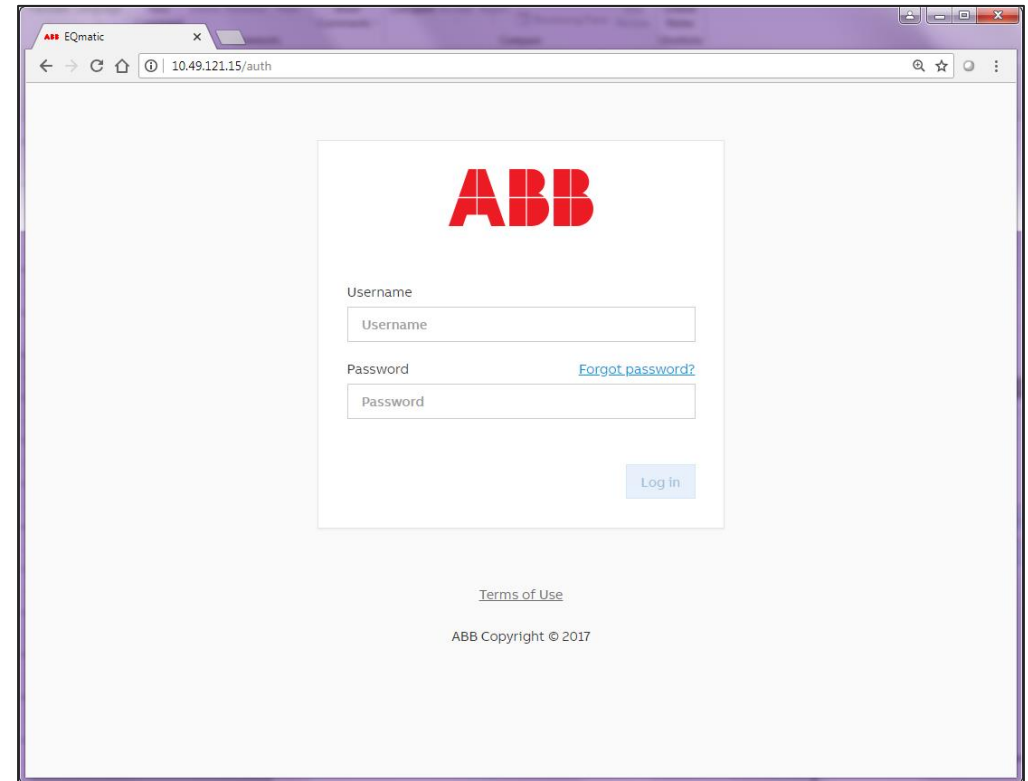 ABB EQmatic
10.49.121.15/auth
ABB
Username
Username
Password Forgot password?
Password
Log in
Terms of Use
ABB Copyright © 2017